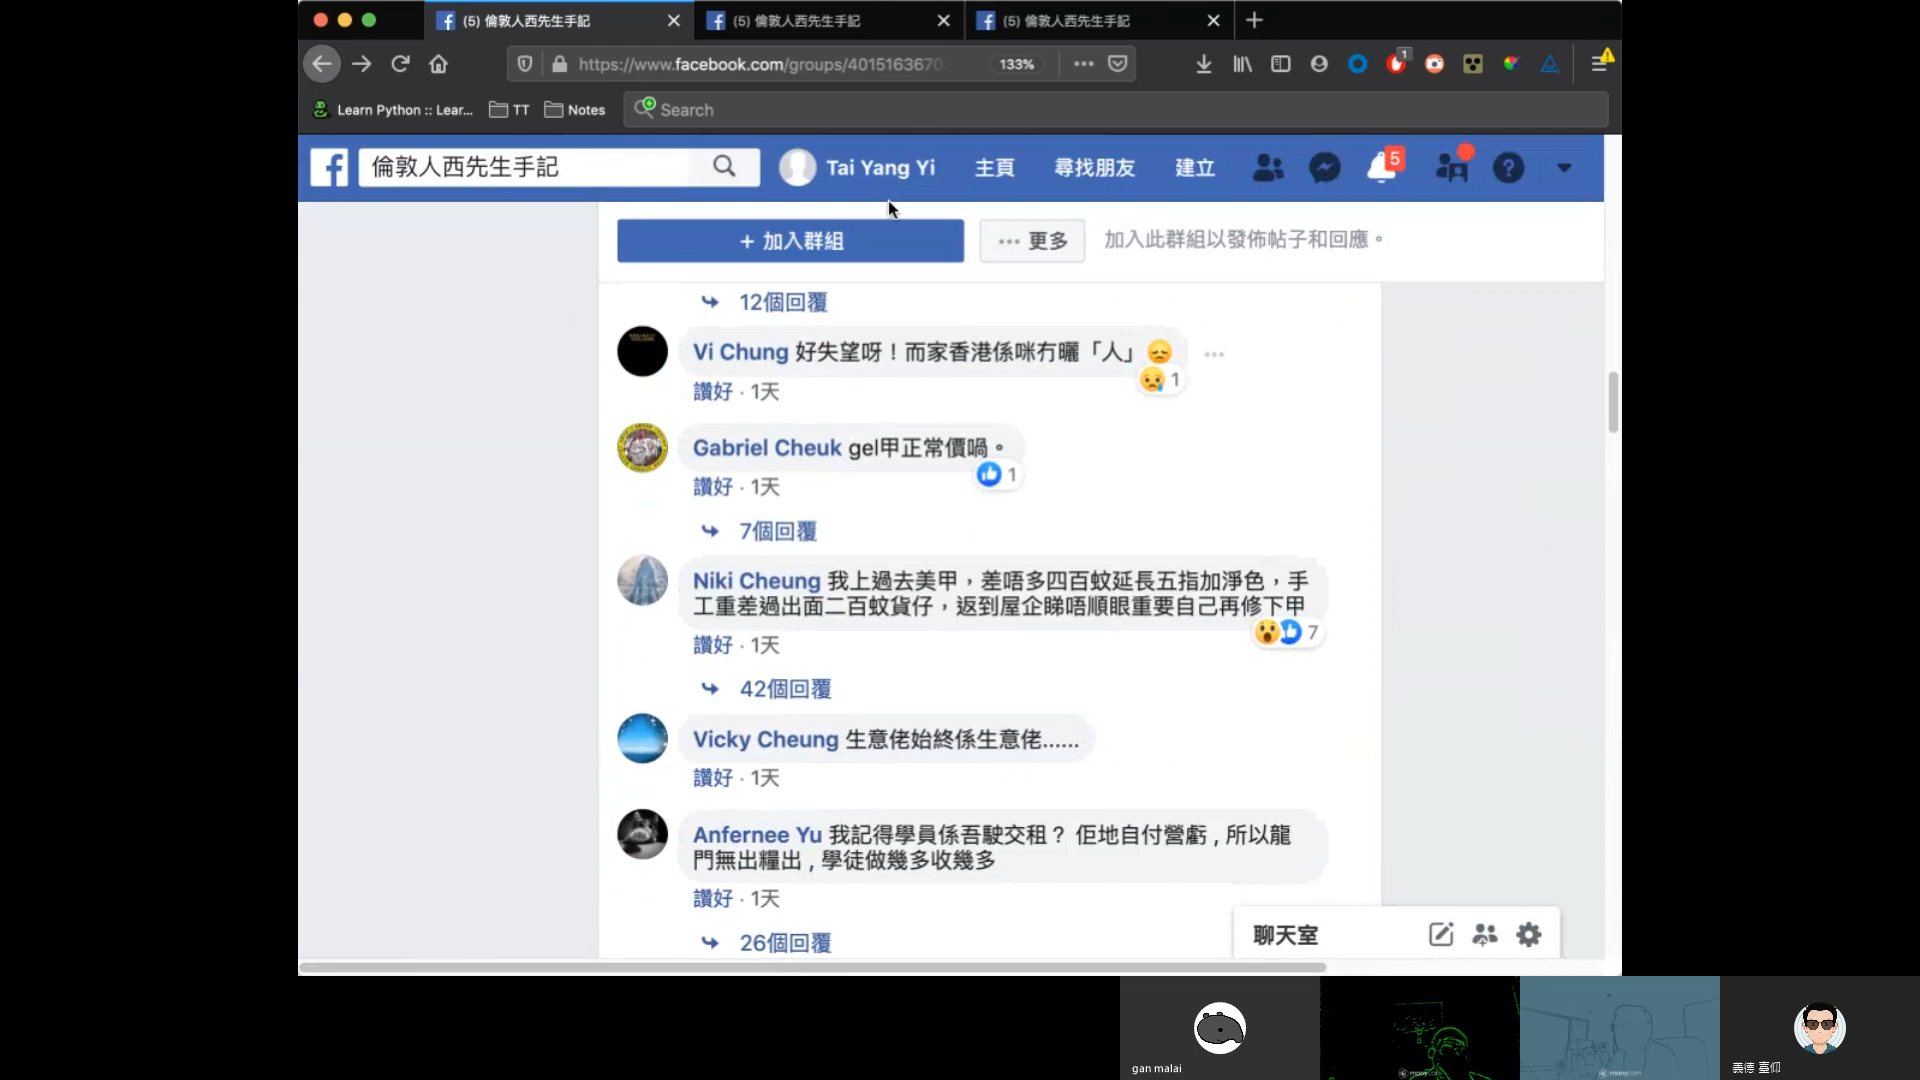 (5) 倫敦人西先生手記
(5) 倫敦人西先生手記
(5) 倫敦人西先生手記
https://www.facebook.com/groups/4015163670
133%
1
Learn Python :: Lear...
TT
Notes
Search
倫敦人西先生手記
Tai Yang Yi
主頁
尋找朋友
建立
5
+ 加入群組
更多
加入此群組以發佈帖子和回應。
12個回覆
Vi Chung 好失望呀！而家香港係咪冇曬「人」
1
讚好 · 1天
Gabriel Cheuk gel甲正常價喎。
1
讚好 · 1天
7個回覆
Niki Cheung 我上過去美甲，差唔多四百蚊延長五指加淨色，手
工重差過出面二百蚊貨仔，返到屋企睇唔順眼重要自己再修下甲
7
讚好 · 1天
42個回覆
Vicky Cheung 生意佬始終係生意佬......
讚好 · 1天
Anfernee Yu 我記得學員係吾駛交租？ 佢地自付營虧 , 所以龍
門無出糧出 , 學徒做幾多收幾多
讚好 · 1天
26個回覆
聊天室
gan malai
manycam
manycam
義德 臺仰